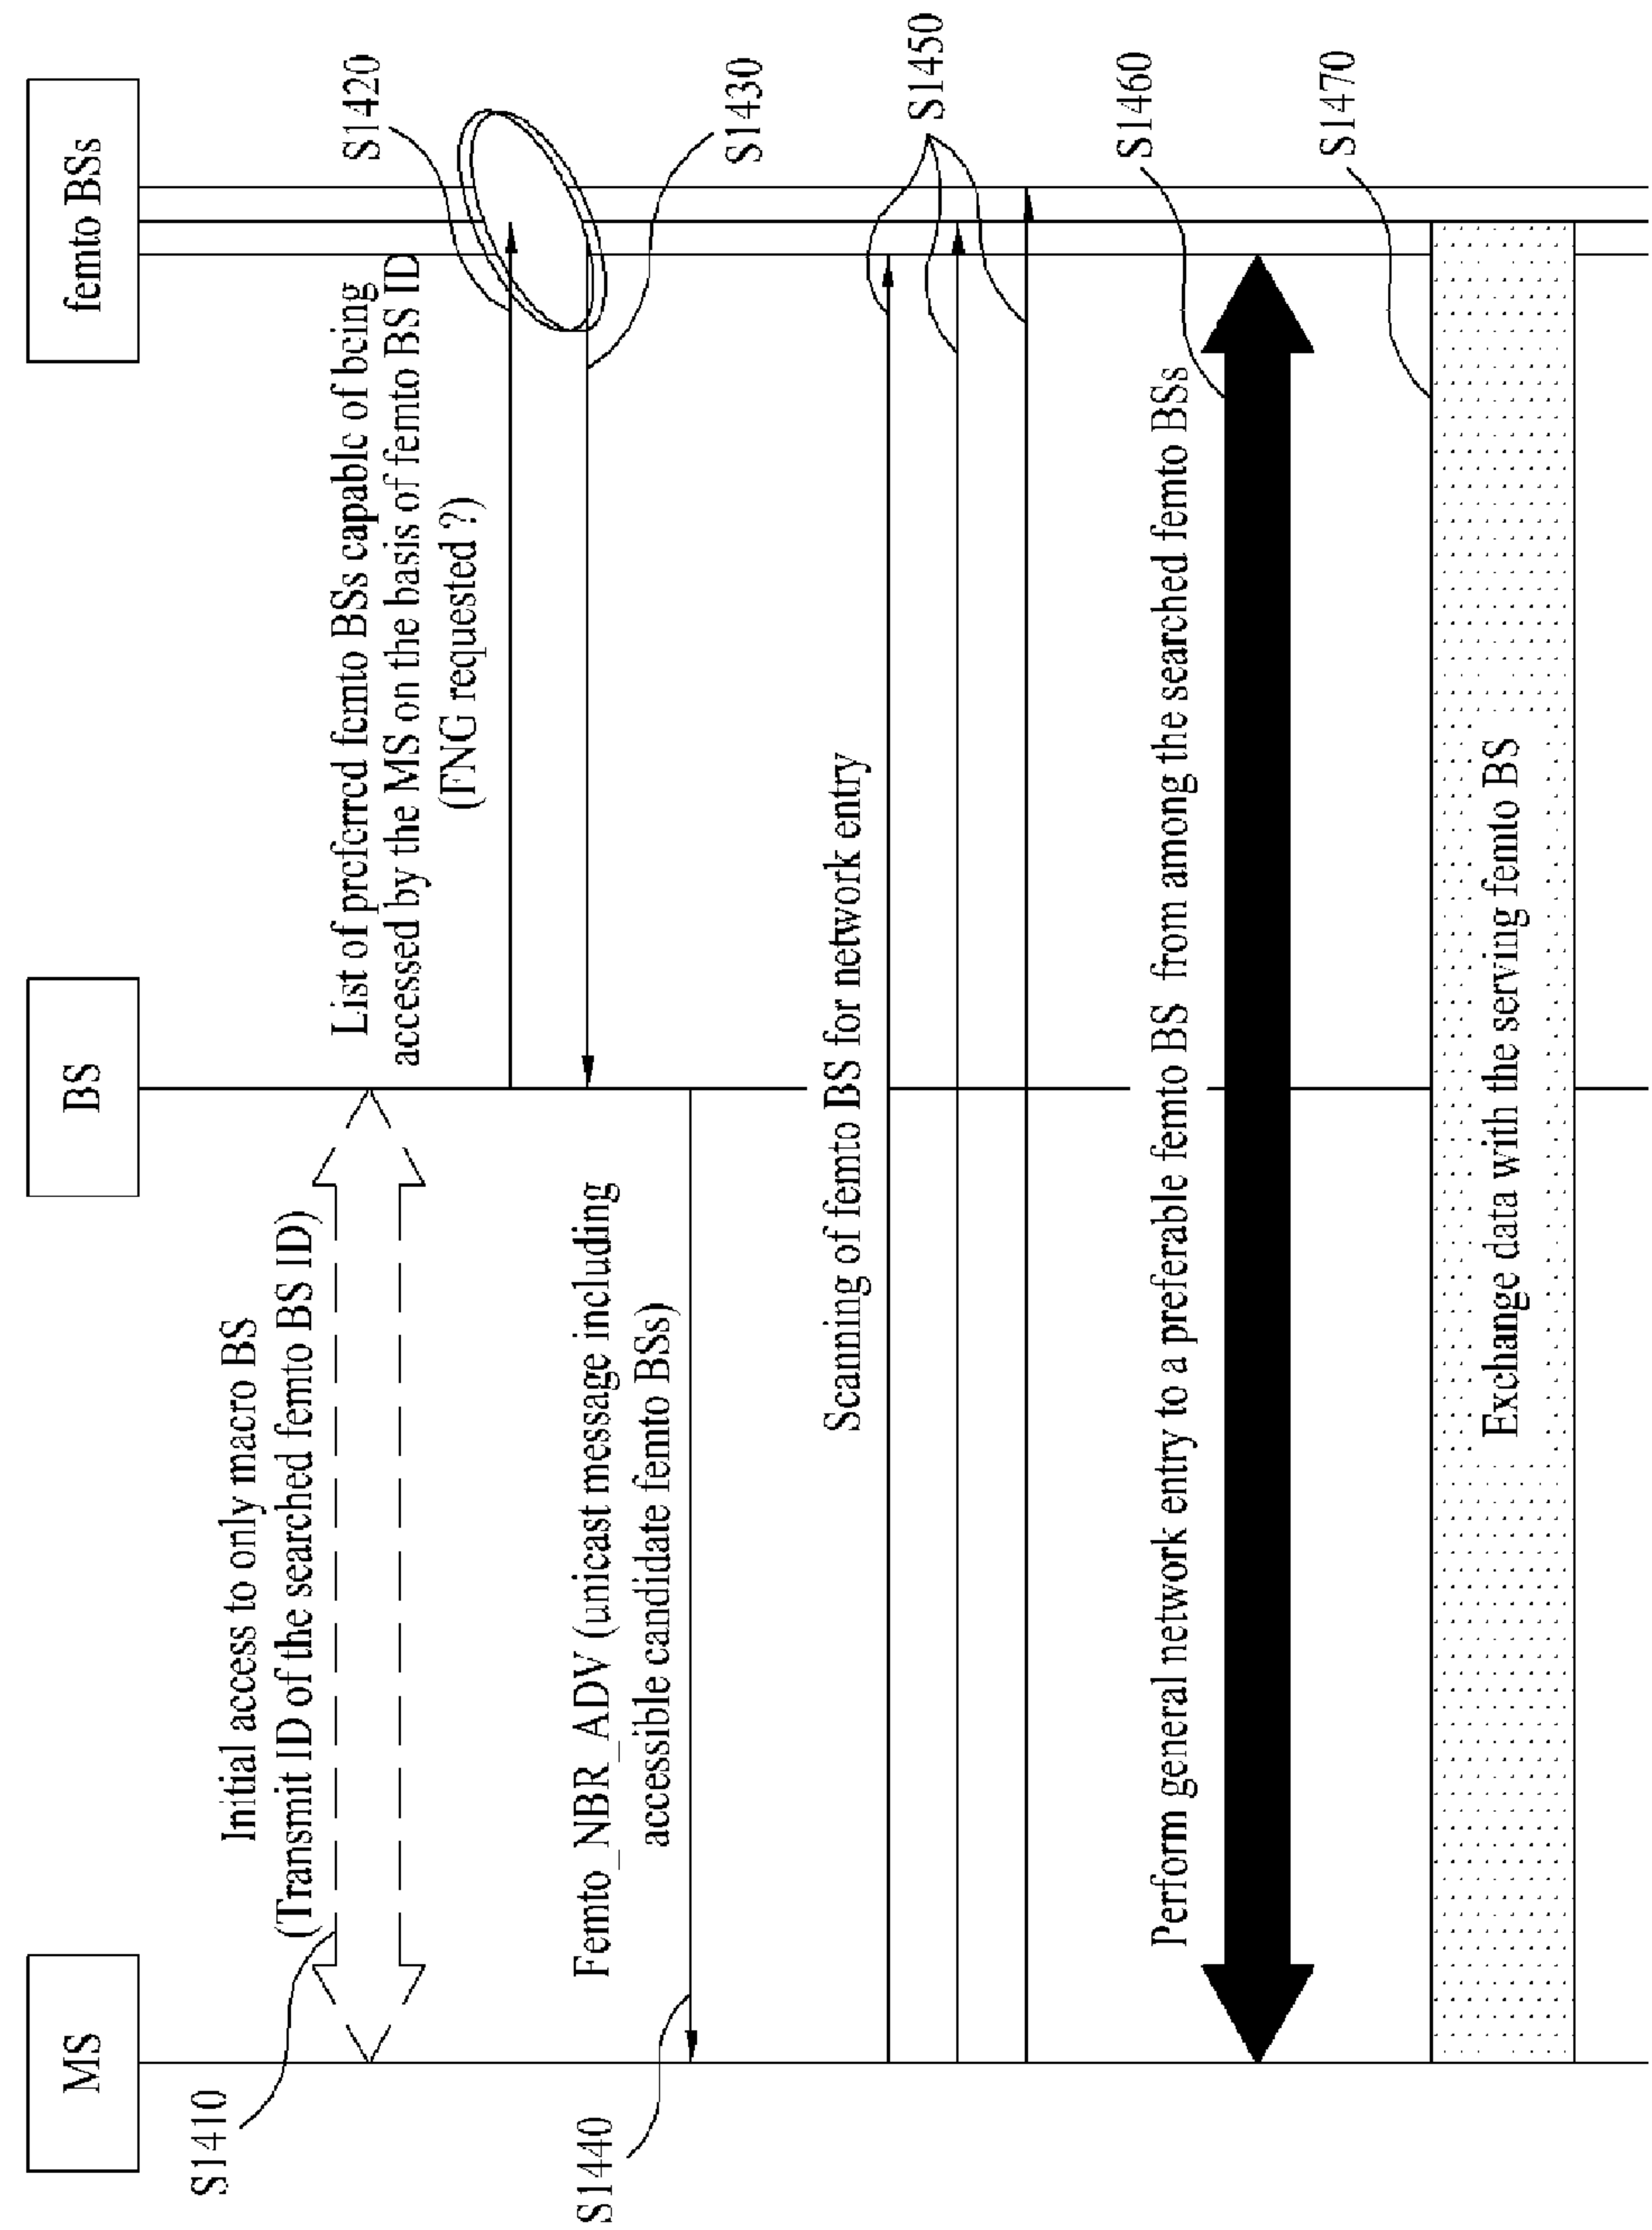 MS
BS
femto BSs
S1410
Initial access to only macro BS
(Transmit ID of the searched femto BS ID)
List of preferred femto BSs capable of being
accessed by the MS on the basis of femto BS ID
(FNG requested ?)
S1420
S1430
Femto_NBR_ADV (unicast message including
accessible candidate femto BSs)
S1440
Scanning of femto BS for network entry
S1450
Perform general network entry to a preferable femto BS from among the searched femto BSs
S1460
S1470
Exchange data with the serving femto BS